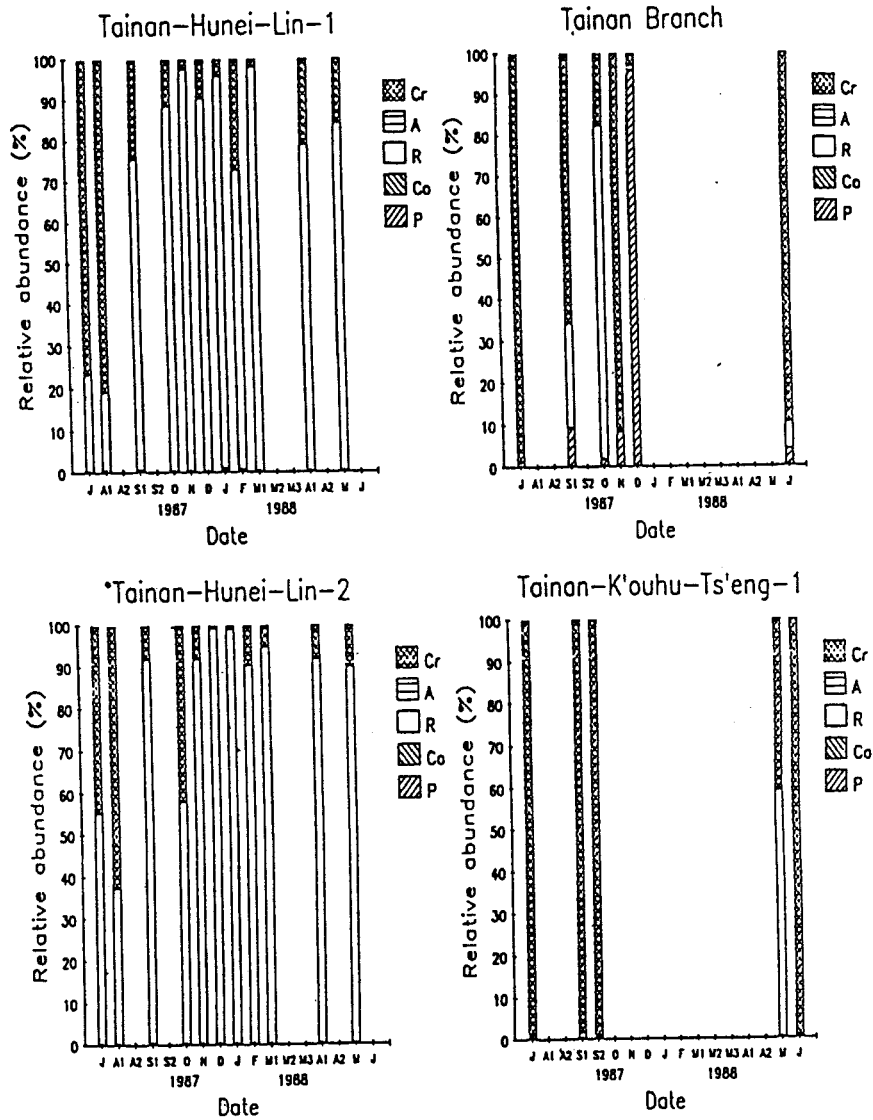 Tainan-Hunei-Lin-1
Relative abundance (%)
100
90
80
70
60
50
40
30
20
10
0
J A1 A2 S1 S2 O N D J F M1 M2 M3 A1 A2 M J
1987 1988
Date
Cr
A
R
Co
P
Tainan Branch
Relative abundance (%)
100
90
80
70
60
50
40
30
20
10
0
J A1 A2 S1 O N D J F M1 M2 M3 A1 A2 M J
1987 1988
Date
Cr
A
R
Co
P
Tainan-Hunei-Lin-2
Relative abundance (%)
100
90
80
70
60
50
40
30
20
10
0
J A1 A2 S1 S2 O N D J F M1 M2 M3 A1 A2 M J
1987 1988
Date
Cr
A
R
Co
P
Tainan-K'ouhu-Ts'eng-1
Relative abundance (%)
100
90
80
70
60
50
40
30
20
10
0
J A1 A2 S1 S2 O N D J F M1 M2 M3 A1 A2 M J
1987 1988
Date
Cr
A
R
Co
P